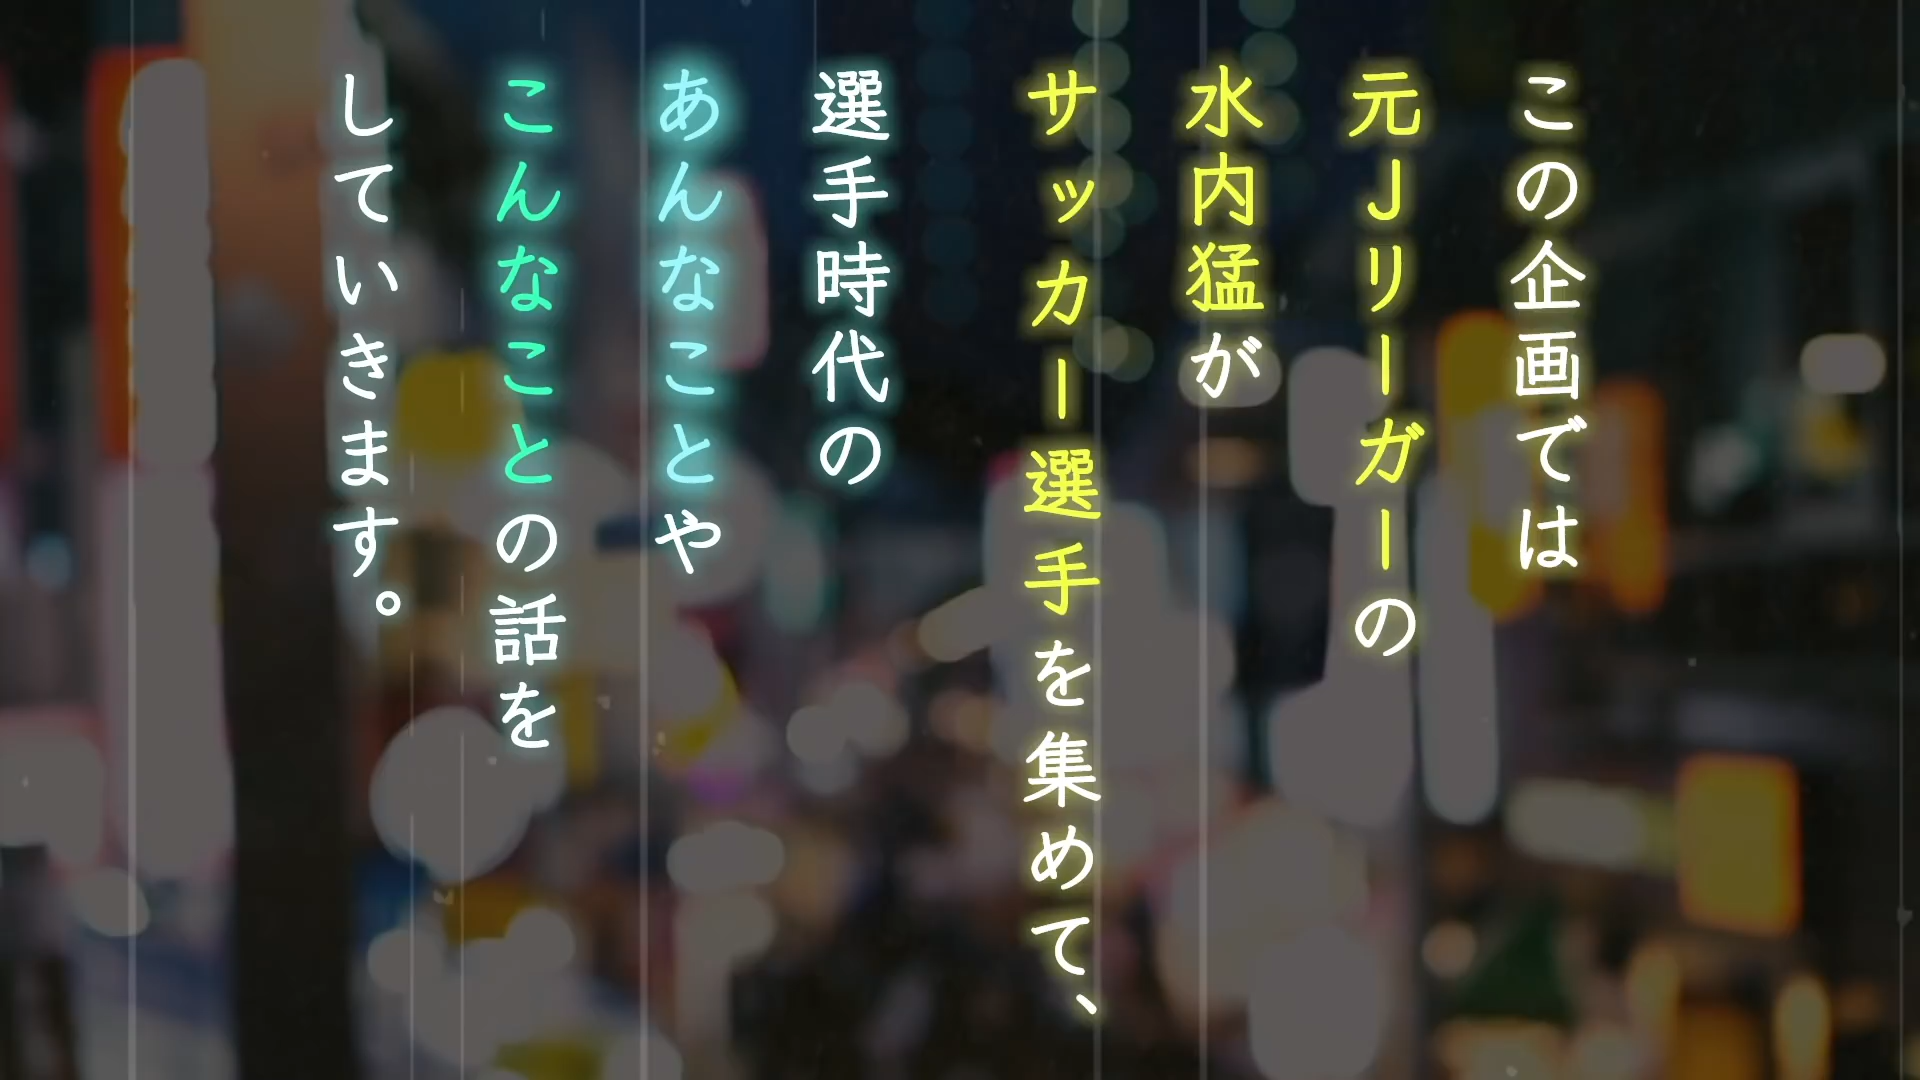 この企画では
元Jリーガーの
水内猛が
サッカー選手を集めて、
選手時代の
あんなことや
こんなことの話を
していきます。